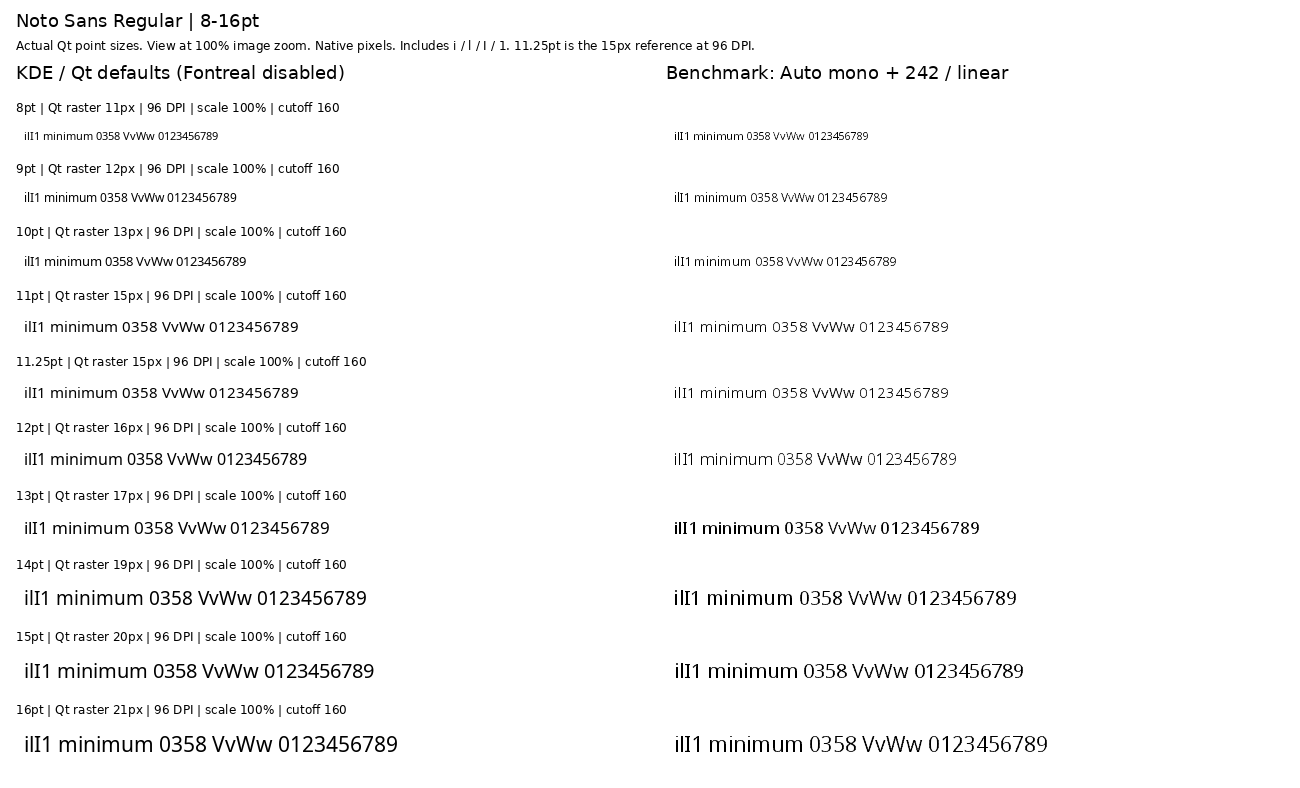 Noto Sans Regular | 8-16pt
Actual Qt point sizes. View at 100% image zoom. Native pixels. Includes i / l / I / 1. 11.25pt is the 15px reference at 96 DPI.
KDE / Qt defaults (Fontreal disabled)
Benchmark: Auto mono + 242 / linear
8pt | Qt raster 11px | 96 DPI | scale 100% | cutoff 160
ilI1 minimum 0358 VvWw 0123456789
ilI1 minimum 0358 VvWw 0123456789
9pt | Qt raster 12px | 96 DPI | scale 100% | cutoff 160
ilI1 minimum 0358 VvWw 0123456789
ilI1 minimum 0358 VvWw 0123456789
10pt | Qt raster 13px | 96 DPI | scale 100% | cutoff 160
ilI1 minimum 0358 VvWw 0123456789
ilI1 minimum 0358 VvWw 0123456789
11pt | Qt raster 15px | 96 DPI | scale 100% | cutoff 160
ilI1 minimum 0358 VvWw 0123456789
ilI1 minimum 0358 VvWw 0123456789
11.25pt | Qt raster 15px | 96 DPI | scale 100% | cutoff 160
ilI1 minimum 0358 VvWw 0123456789
ilI1 minimum 0358 VvWw 0123456789
12pt | Qt raster 16px | 96 DPI | scale 100% | cutoff 160
ilI1 minimum 0358 VvWw 0123456789
ilI1 minimum 0358 VvWw 0123456789
13pt | Qt raster 17px | 96 DPI | scale 100% | cutoff 160
ilI1 minimum 0358 VvWw 0123456789
ilI1 minimum 0358 VvWw 0123456789
14pt | Qt raster 19px | 96 DPI | scale 100% | cutoff 160
ilI1 minimum 0358 VvWw 0123456789
ilI1 minimum 0358 VvWw 0123456789
15pt | Qt raster 20px | 96 DPI | scale 100% | cutoff 160
ilI1 minimum 0358 VvWw 0123456789
ilI1 minimum 0358 VvWw 0123456789
16pt | Qt raster 21px | 96 DPI | scale 100% | cutoff 160
ilI1 minimum 0358 VvWw 0123456789
ilI1 minimum 0358 VvWw 0123456789